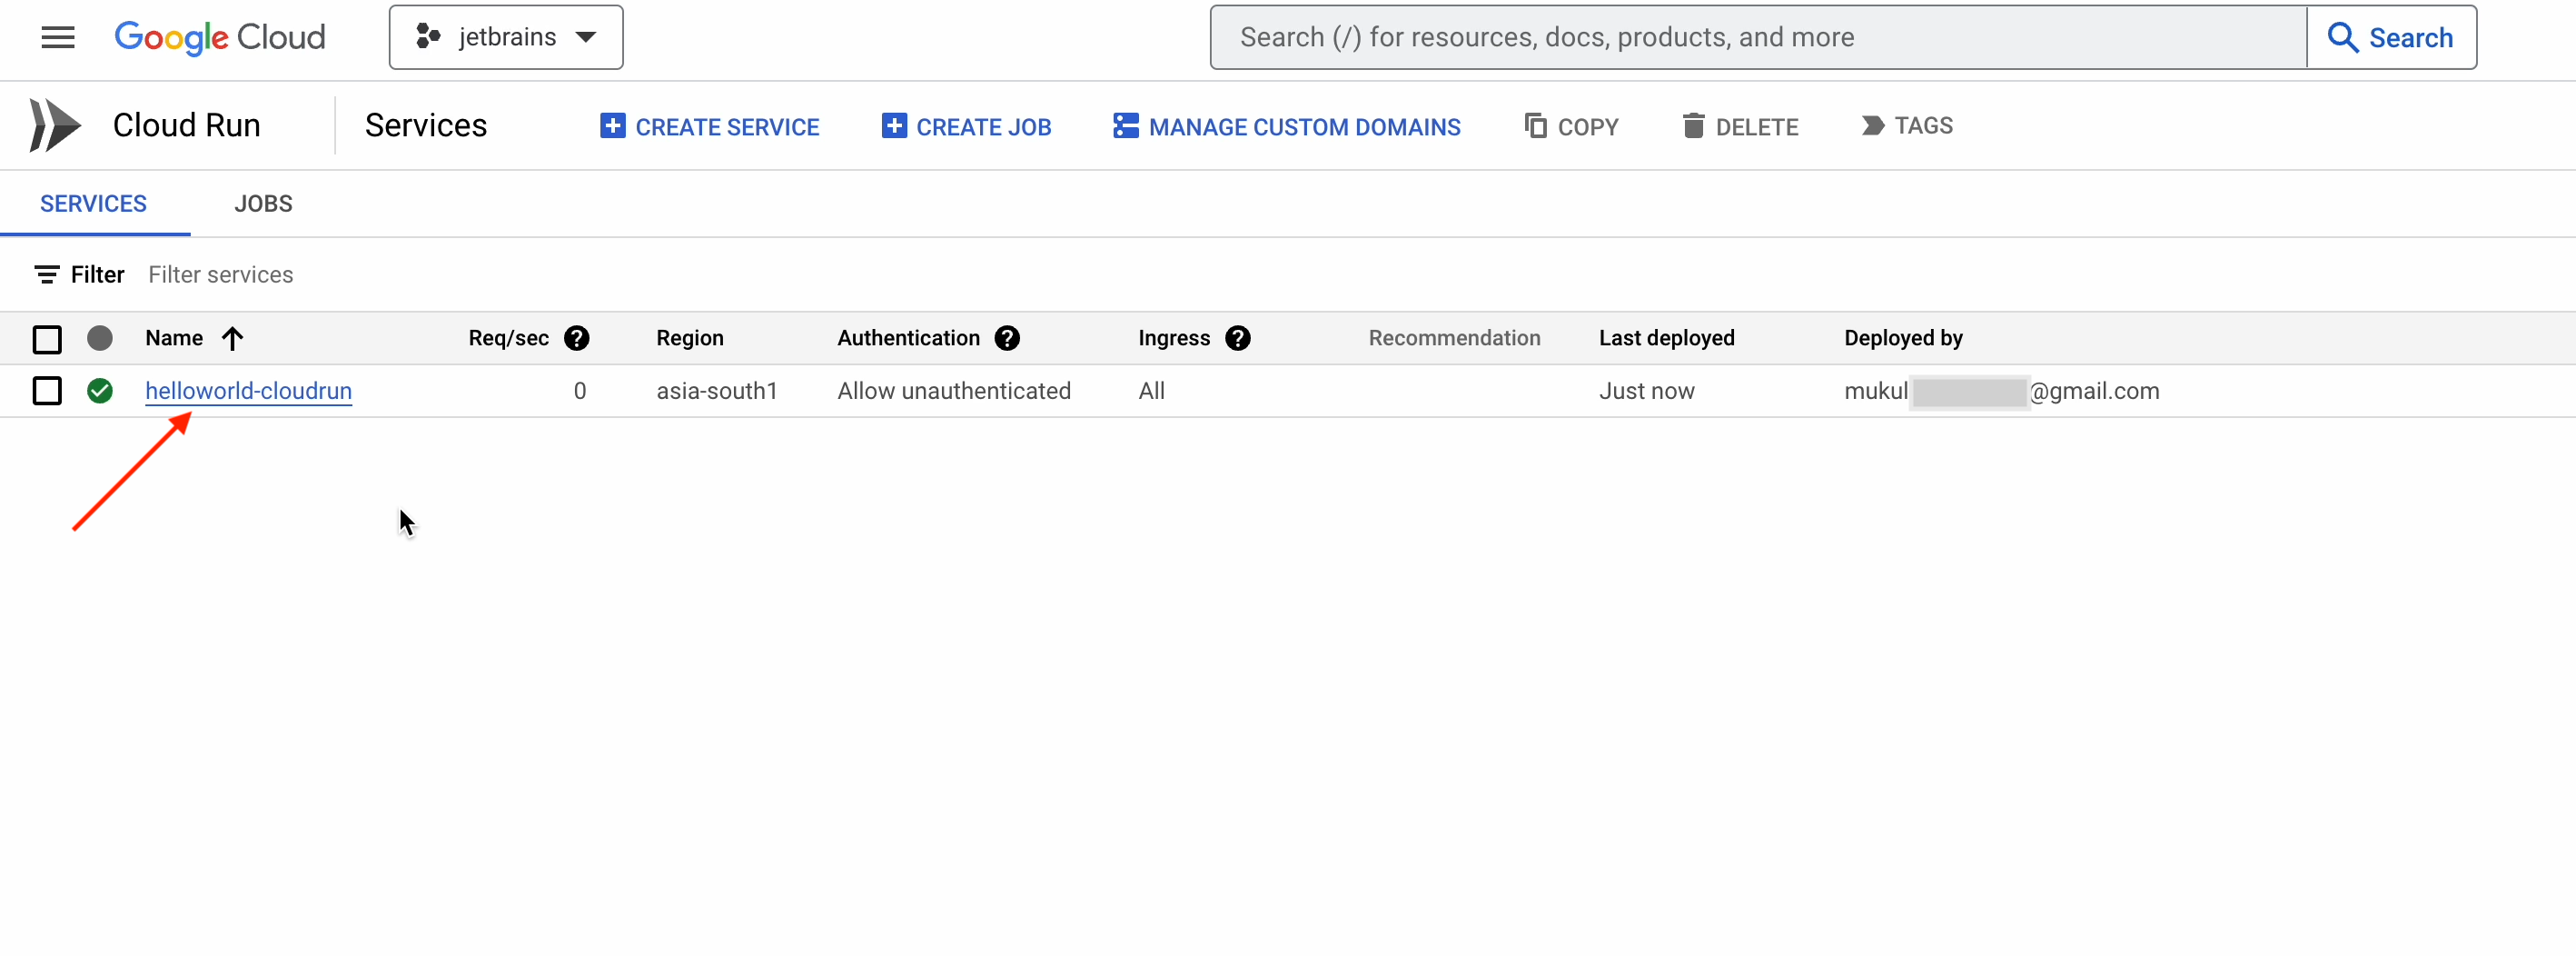 Google Cloud jetbrains Search (/) for resources, docs, products, and more Search
Cloud Run Services CREATE SERVICE CREATE JOB MANAGE CUSTOM DOMAINS COPY DELETE TAGS
SERVICES JOBS
Filter Filter services
Name Req/sec ? Region Authentication ? Ingress ? Recommendation Last deployed Deployed by
helloworld-cloudrun 0 asia-south1 Allow unauthenticated All Just now mukul @gmail.com